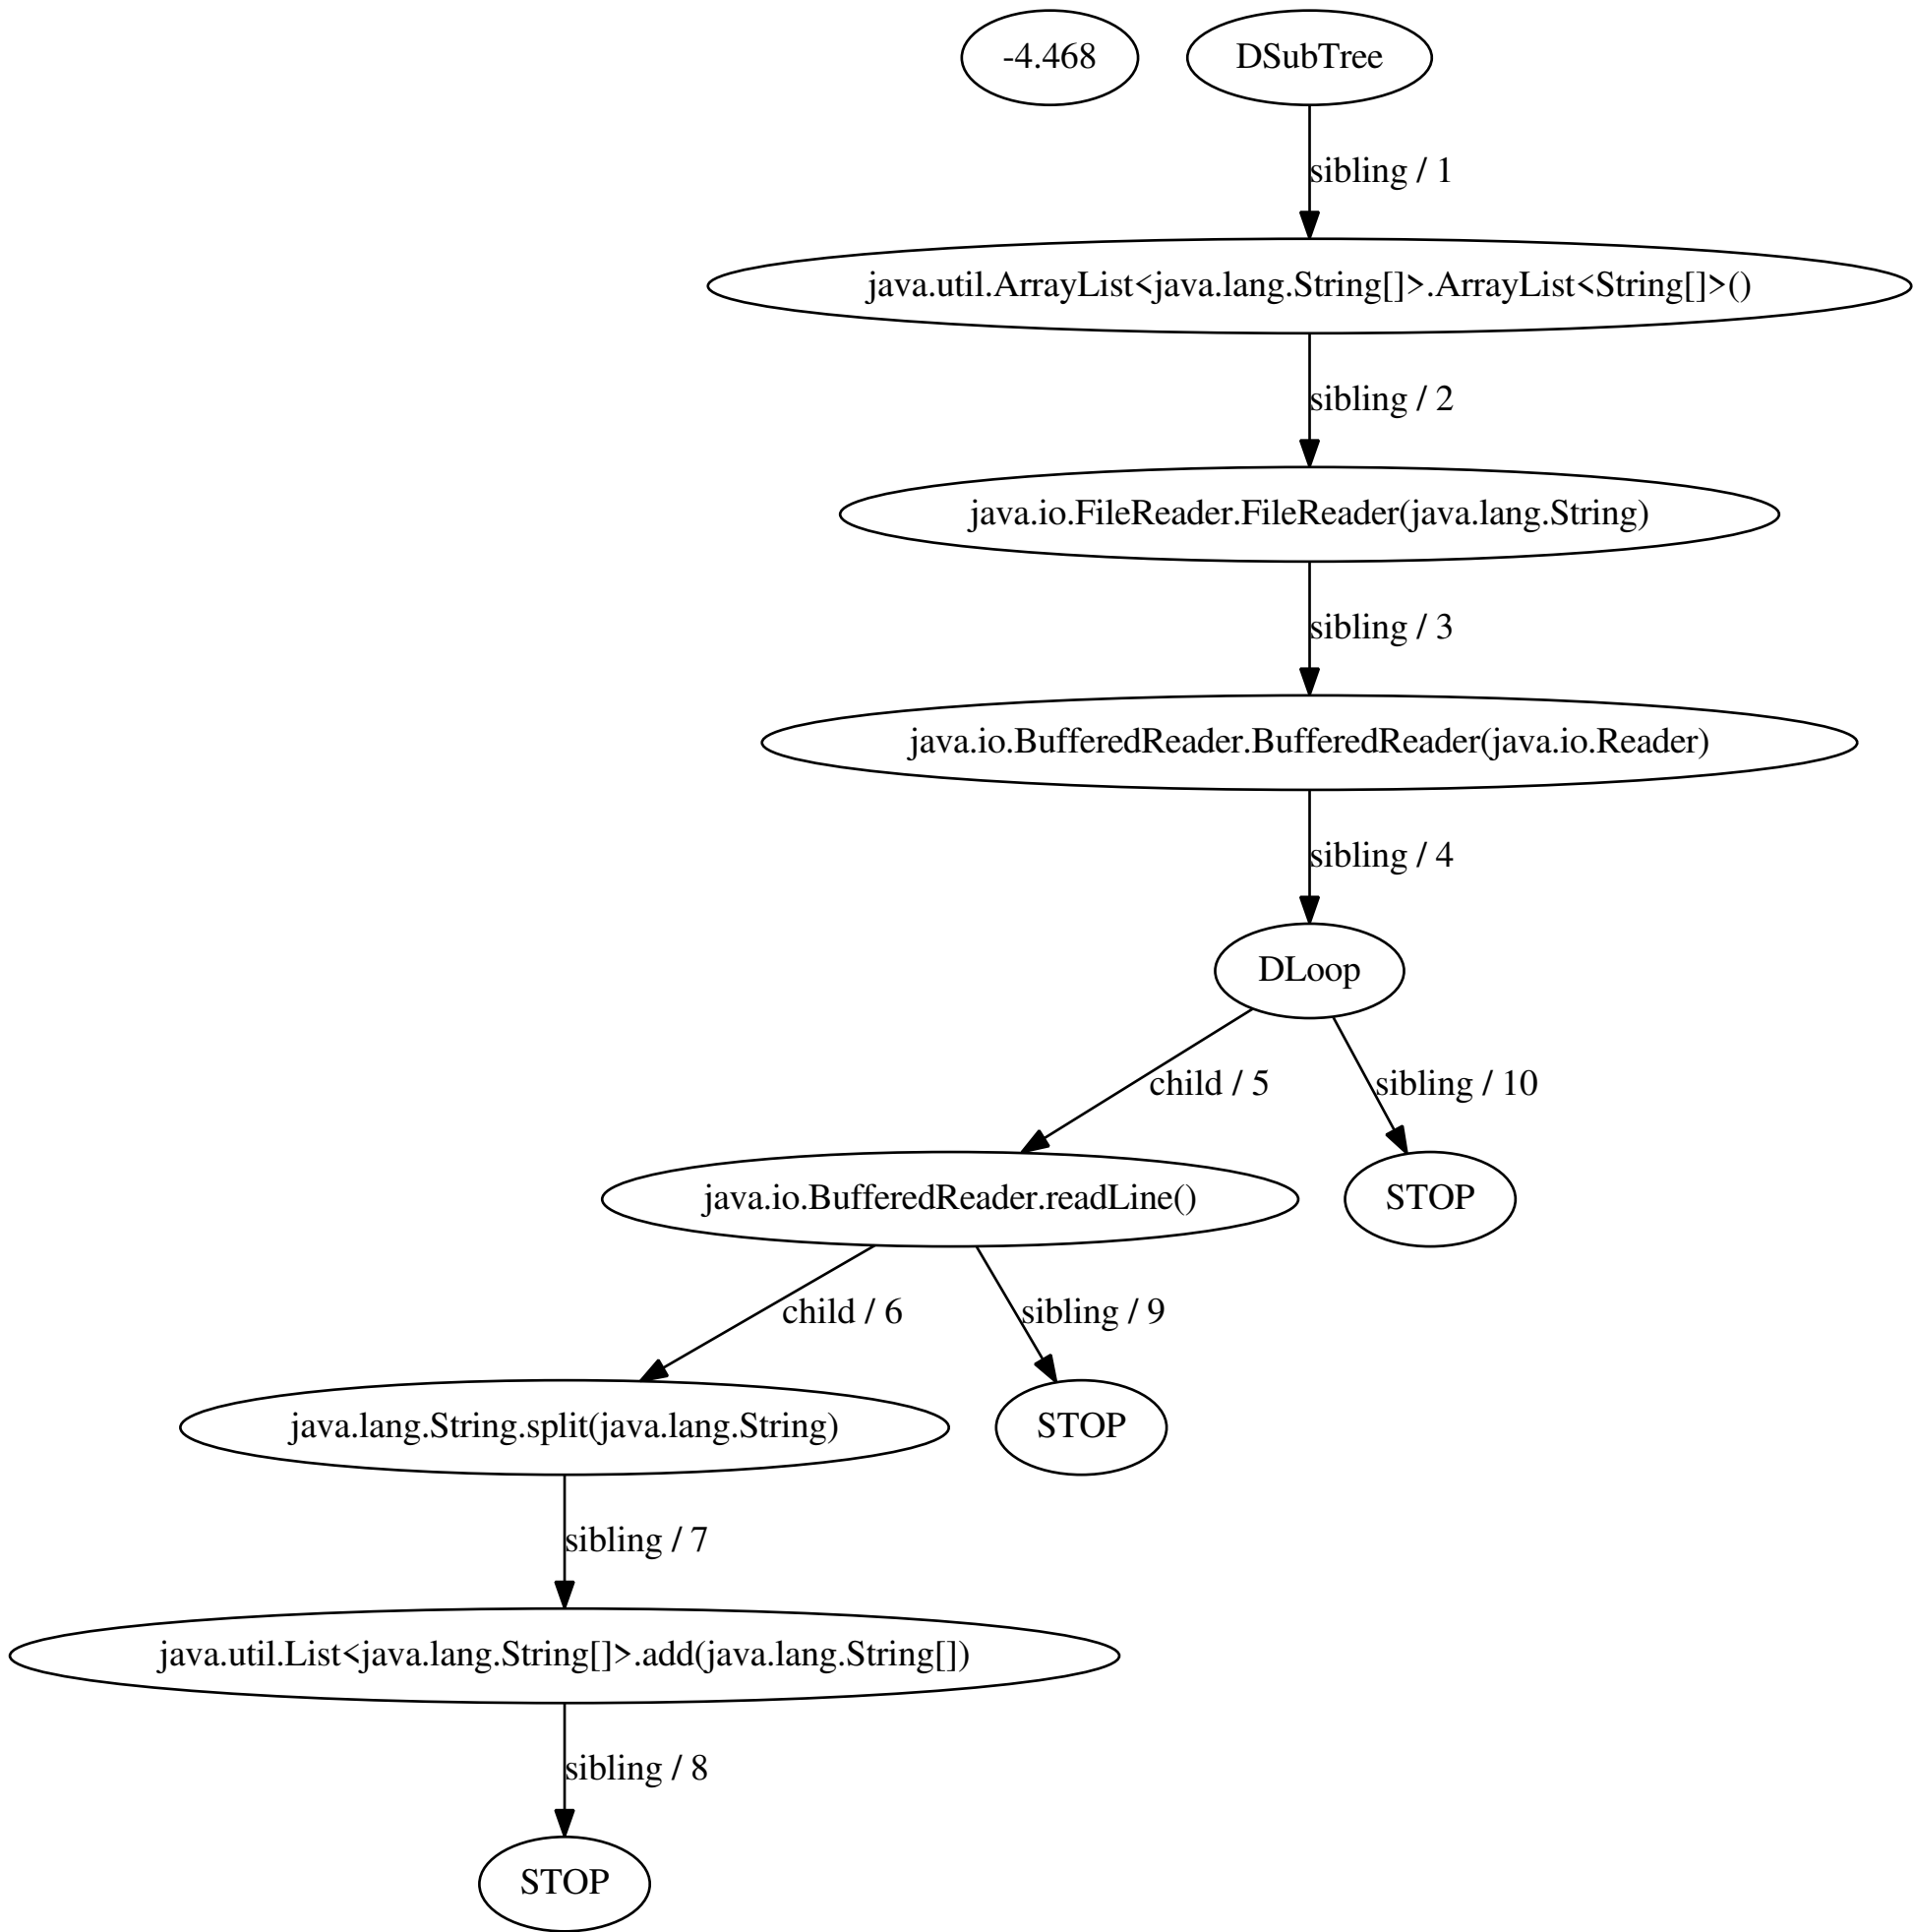 -4.468
DSubTree
sibling / 1
java.util.ArrayList<java.lang.String[]>.ArrayList<String[]>()
sibling / 2
java.io.FileReader.FileReader(java.lang.String)
sibling / 3
java.io.BufferedReader.BufferedReader(java.io.Reader)
sibling / 4
DLoop
child / 5
sibling / 10
java.io.BufferedReader.readLine()
STOP
child / 6
sibling / 9
java.lang.String.split(java.lang.String)
STOP
sibling / 7
java.util.List<java.lang.String[]>.add(java.lang.String[])
sibling / 8
STOP